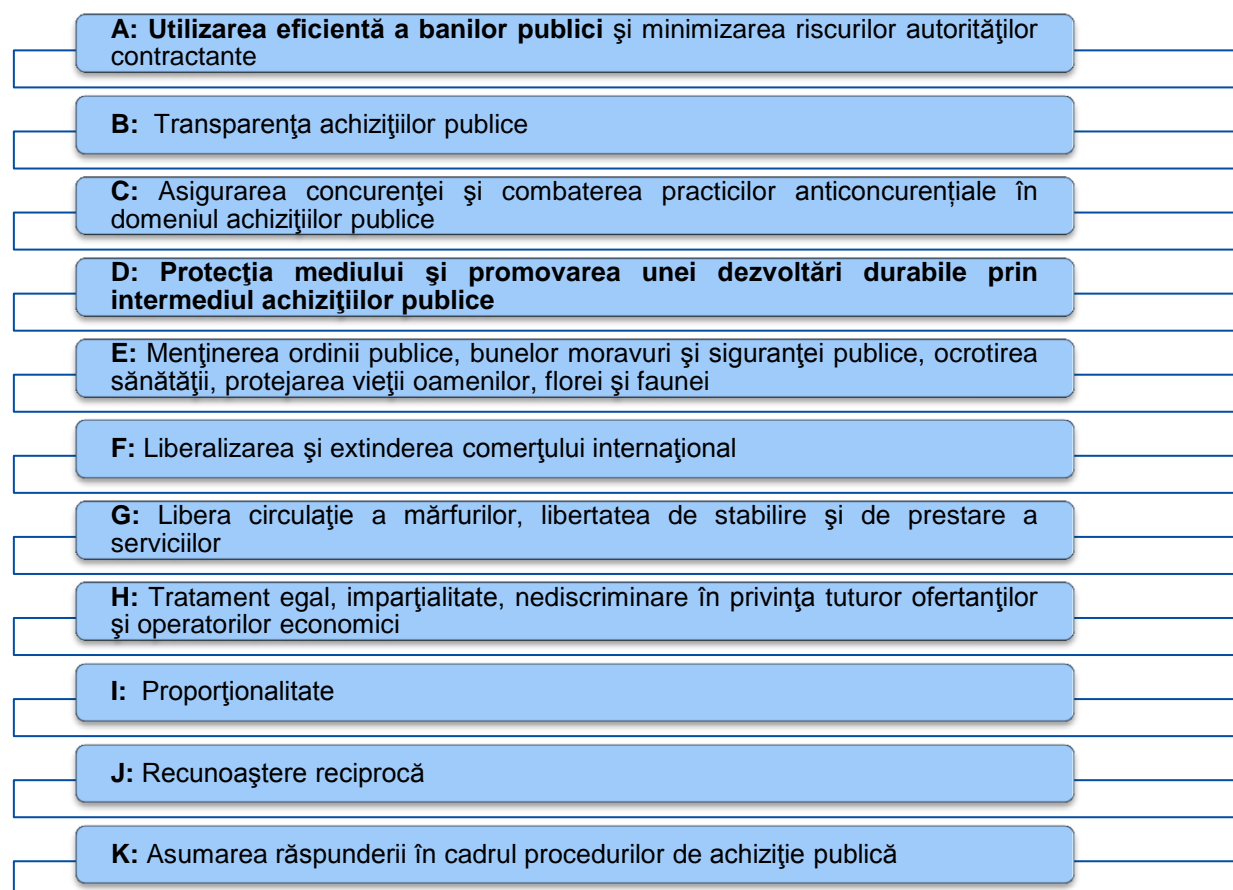 A: Utilizarea eficientă a banilor publici şi minimizarea riscurilor autorităţilor
contractante
B: Transparenţa achiziţiilor publice
C: Asigurarea concurenţei şi combaterea practicilor anticoncurențiale în
domeniul achiziţiilor publice
D: Protecţia mediului şi promovarea unei dezvoltări durabile prin
intermediul achiziţiilor publice
E: Menţinerea ordinii publice, bunelor moravuri şi siguranţei publice, ocrotirea
sănătăţii, protejarea vieţii oamenilor, florei şi faunei
F: Liberalizarea şi extinderea comerţului internaţional
G: Libera circulaţie a mărfurilor, libertatea de stabilire şi de prestare a
serviciilor
H: Tratament egal, imparţialitate, nediscriminare în privinţa tuturor ofertanţilor
şi operatorilor economici
I: Proporţionalitate
J: Recunoaştere reciprocă
K: Asumarea răspunderii în cadrul procedurilor de achiziţie publică